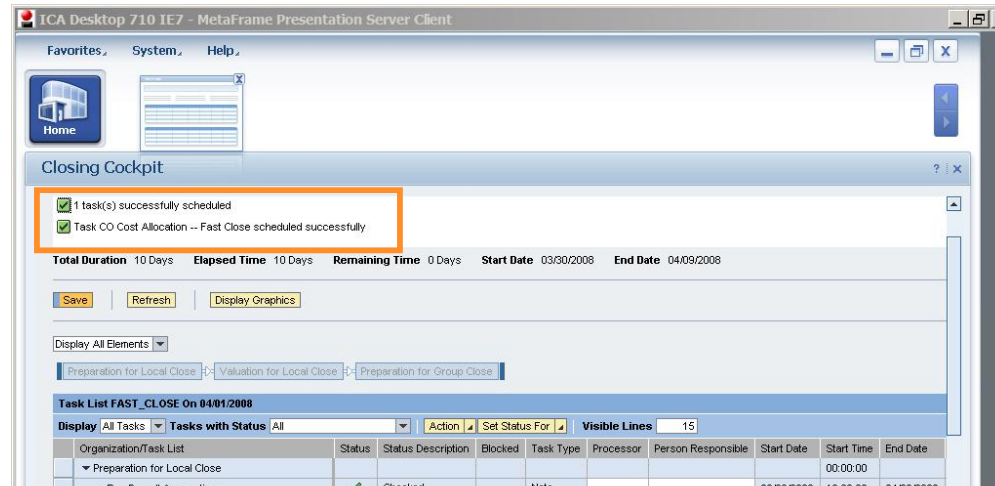 ICA Desktop 710 IE7 - MetaFrame Presentation Server Client
Favorites System Help
Home
Closing Cockpit
1 task(s) successfully scheduled
Task CO Cost Allocation -- Fast Close scheduled successfully
Total Duration 10 Days Elapsed Time 10 Days Remaining Time 0 Days Start Date 03/30/2008 End Date 04/09/2008
Save Refresh Display Graphics
Display All Elements
Preparation for Local Close Valuation for Local Close Preparation for Group Close
Task List FAST_CLOSE On 04/01/2008
Display All Tasks Tasks with Status All Action Set Status For Visible Lines 15
Organization/Task List Status Status Description Blocked Task Type Processor Person Responsible Start Date Start Time End Date
Preparation for Local Close 00:00:00